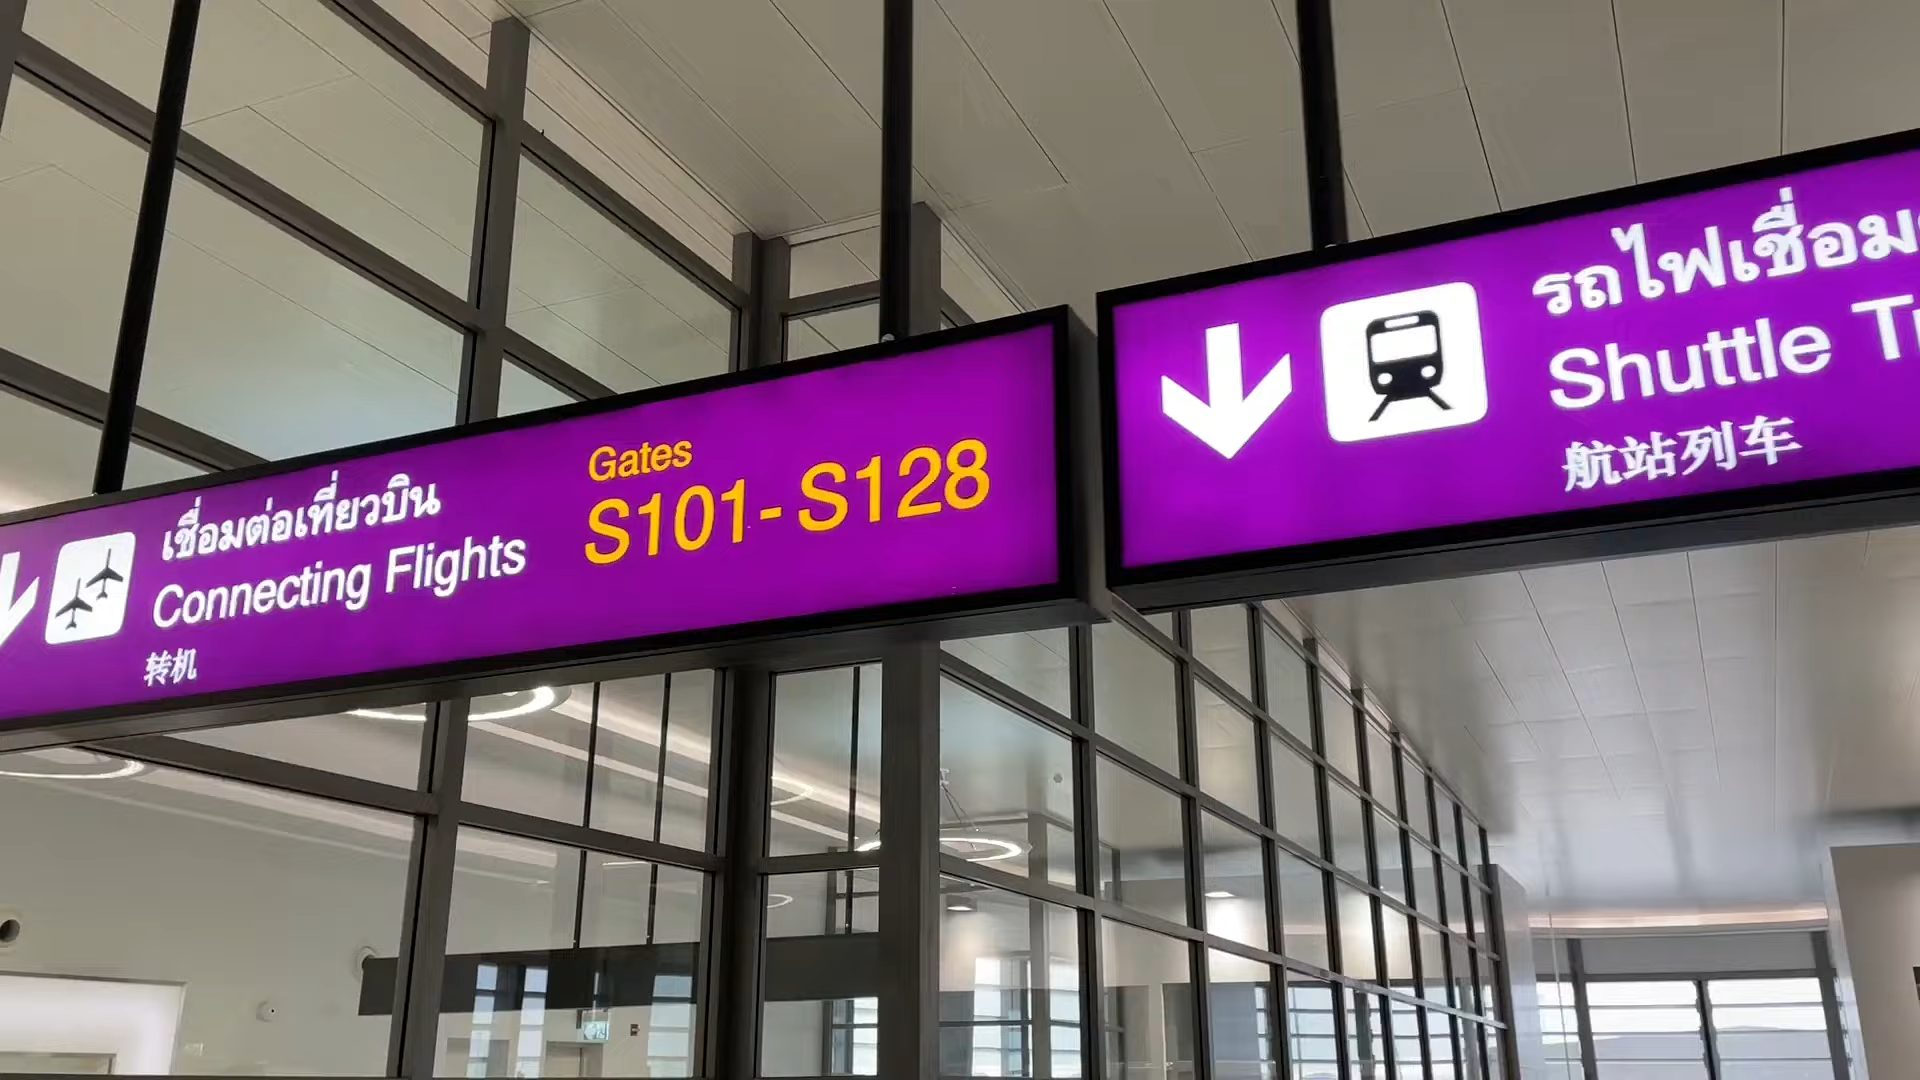 เชื่อมต่อเที่ยวบิน
Connecting Flights
转机
Gates
S101-S128
รถไฟเชื่อม
Shuttle
航站列车